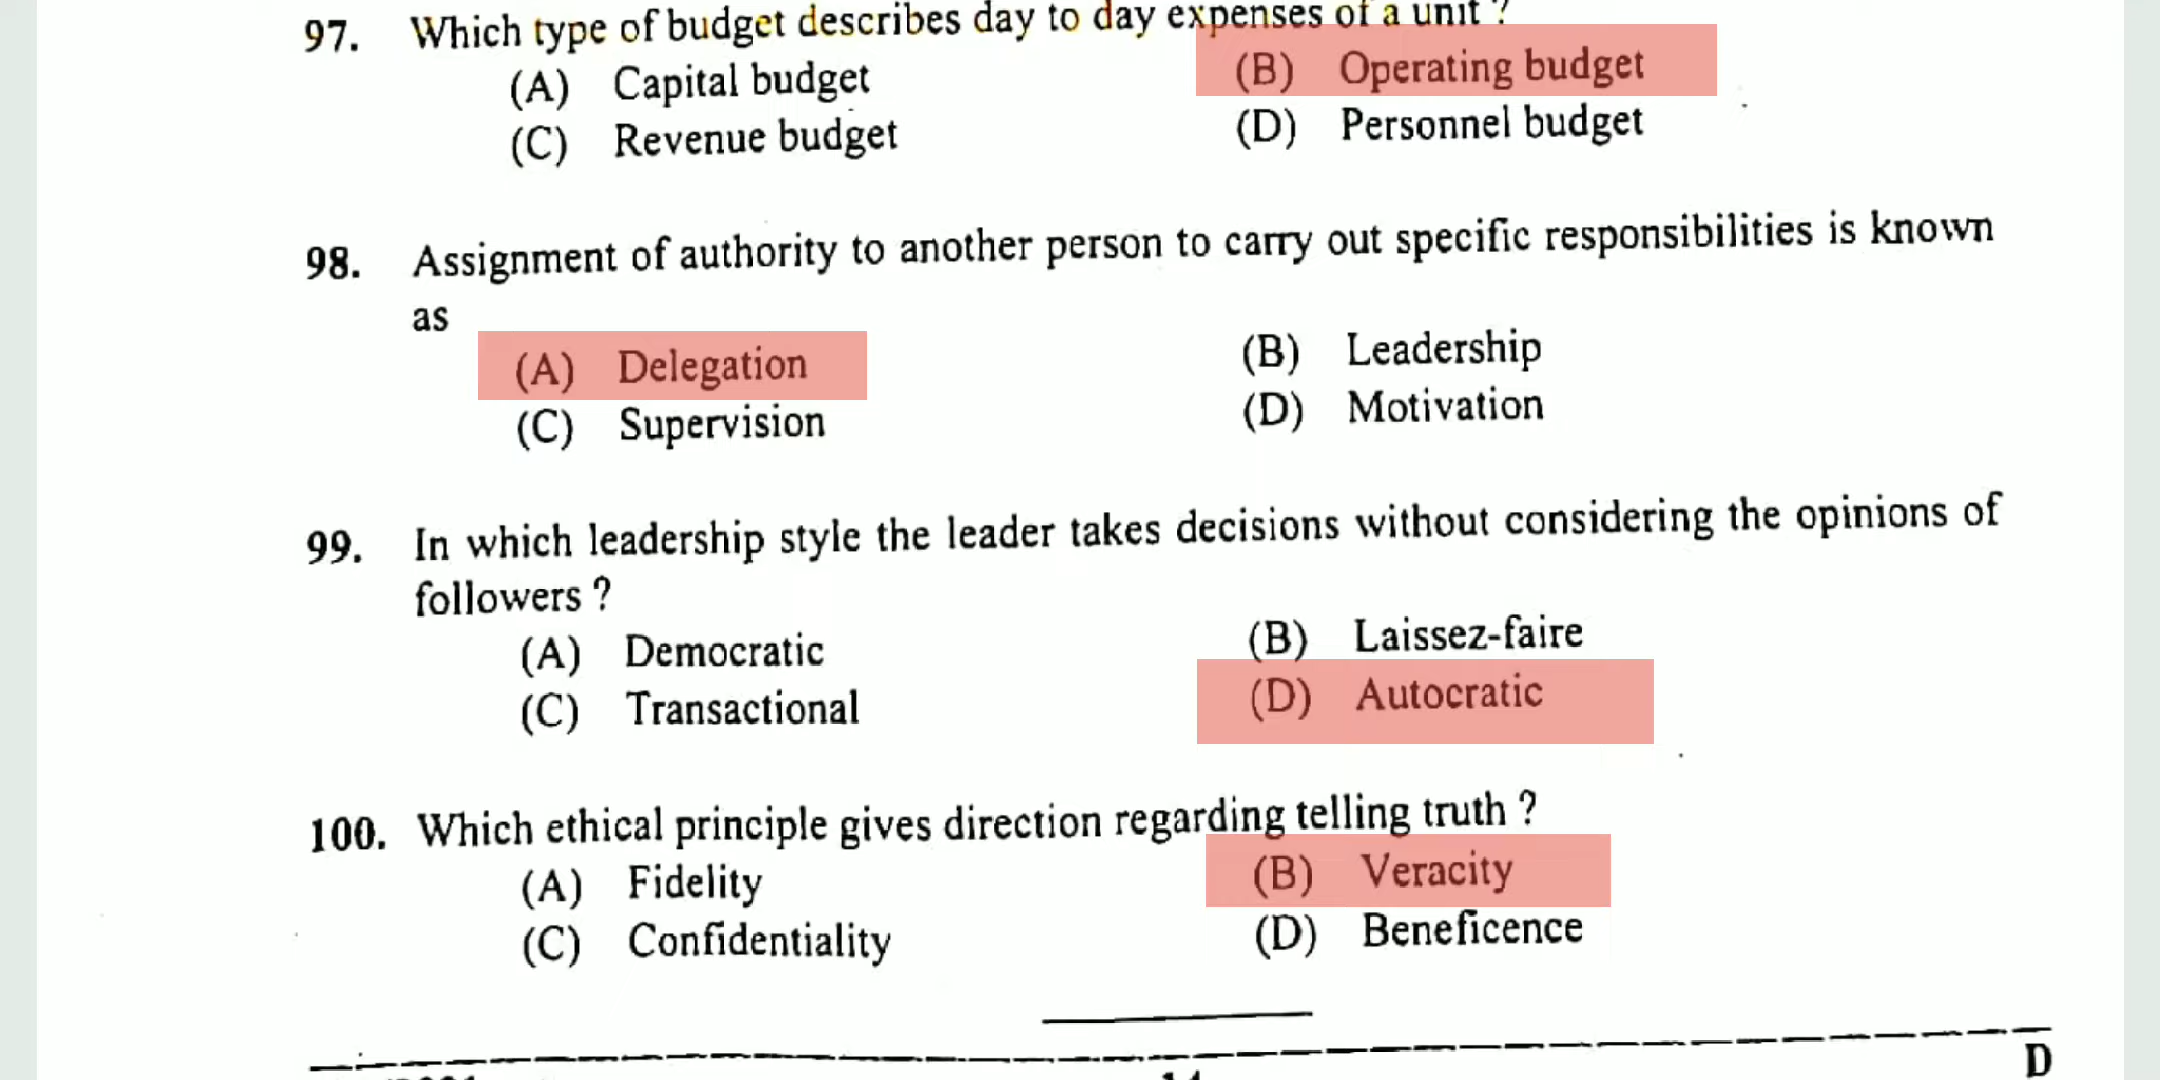 97. Which type of budget describes day to day expenses of a unit ?
(A) Capital budget (B) Operating budget
(C) Revenue budget (D) Personnel budget
98. Assignment of authority to another person to carry out specific responsibilities is known
as
(A) Delegation (B) Leadership
(C) Supervision (D) Motivation
99. In which leadership style the leader takes decisions without considering the opinions of
followers ?
(A) Democratic (B) Laissez-faire
(C) Transactional (D) Autocratic
100. Which ethical principle gives direction regarding telling truth ?
(A) Fidelity (B) Veracity
(C) Confidentiality (D) Beneficence
D